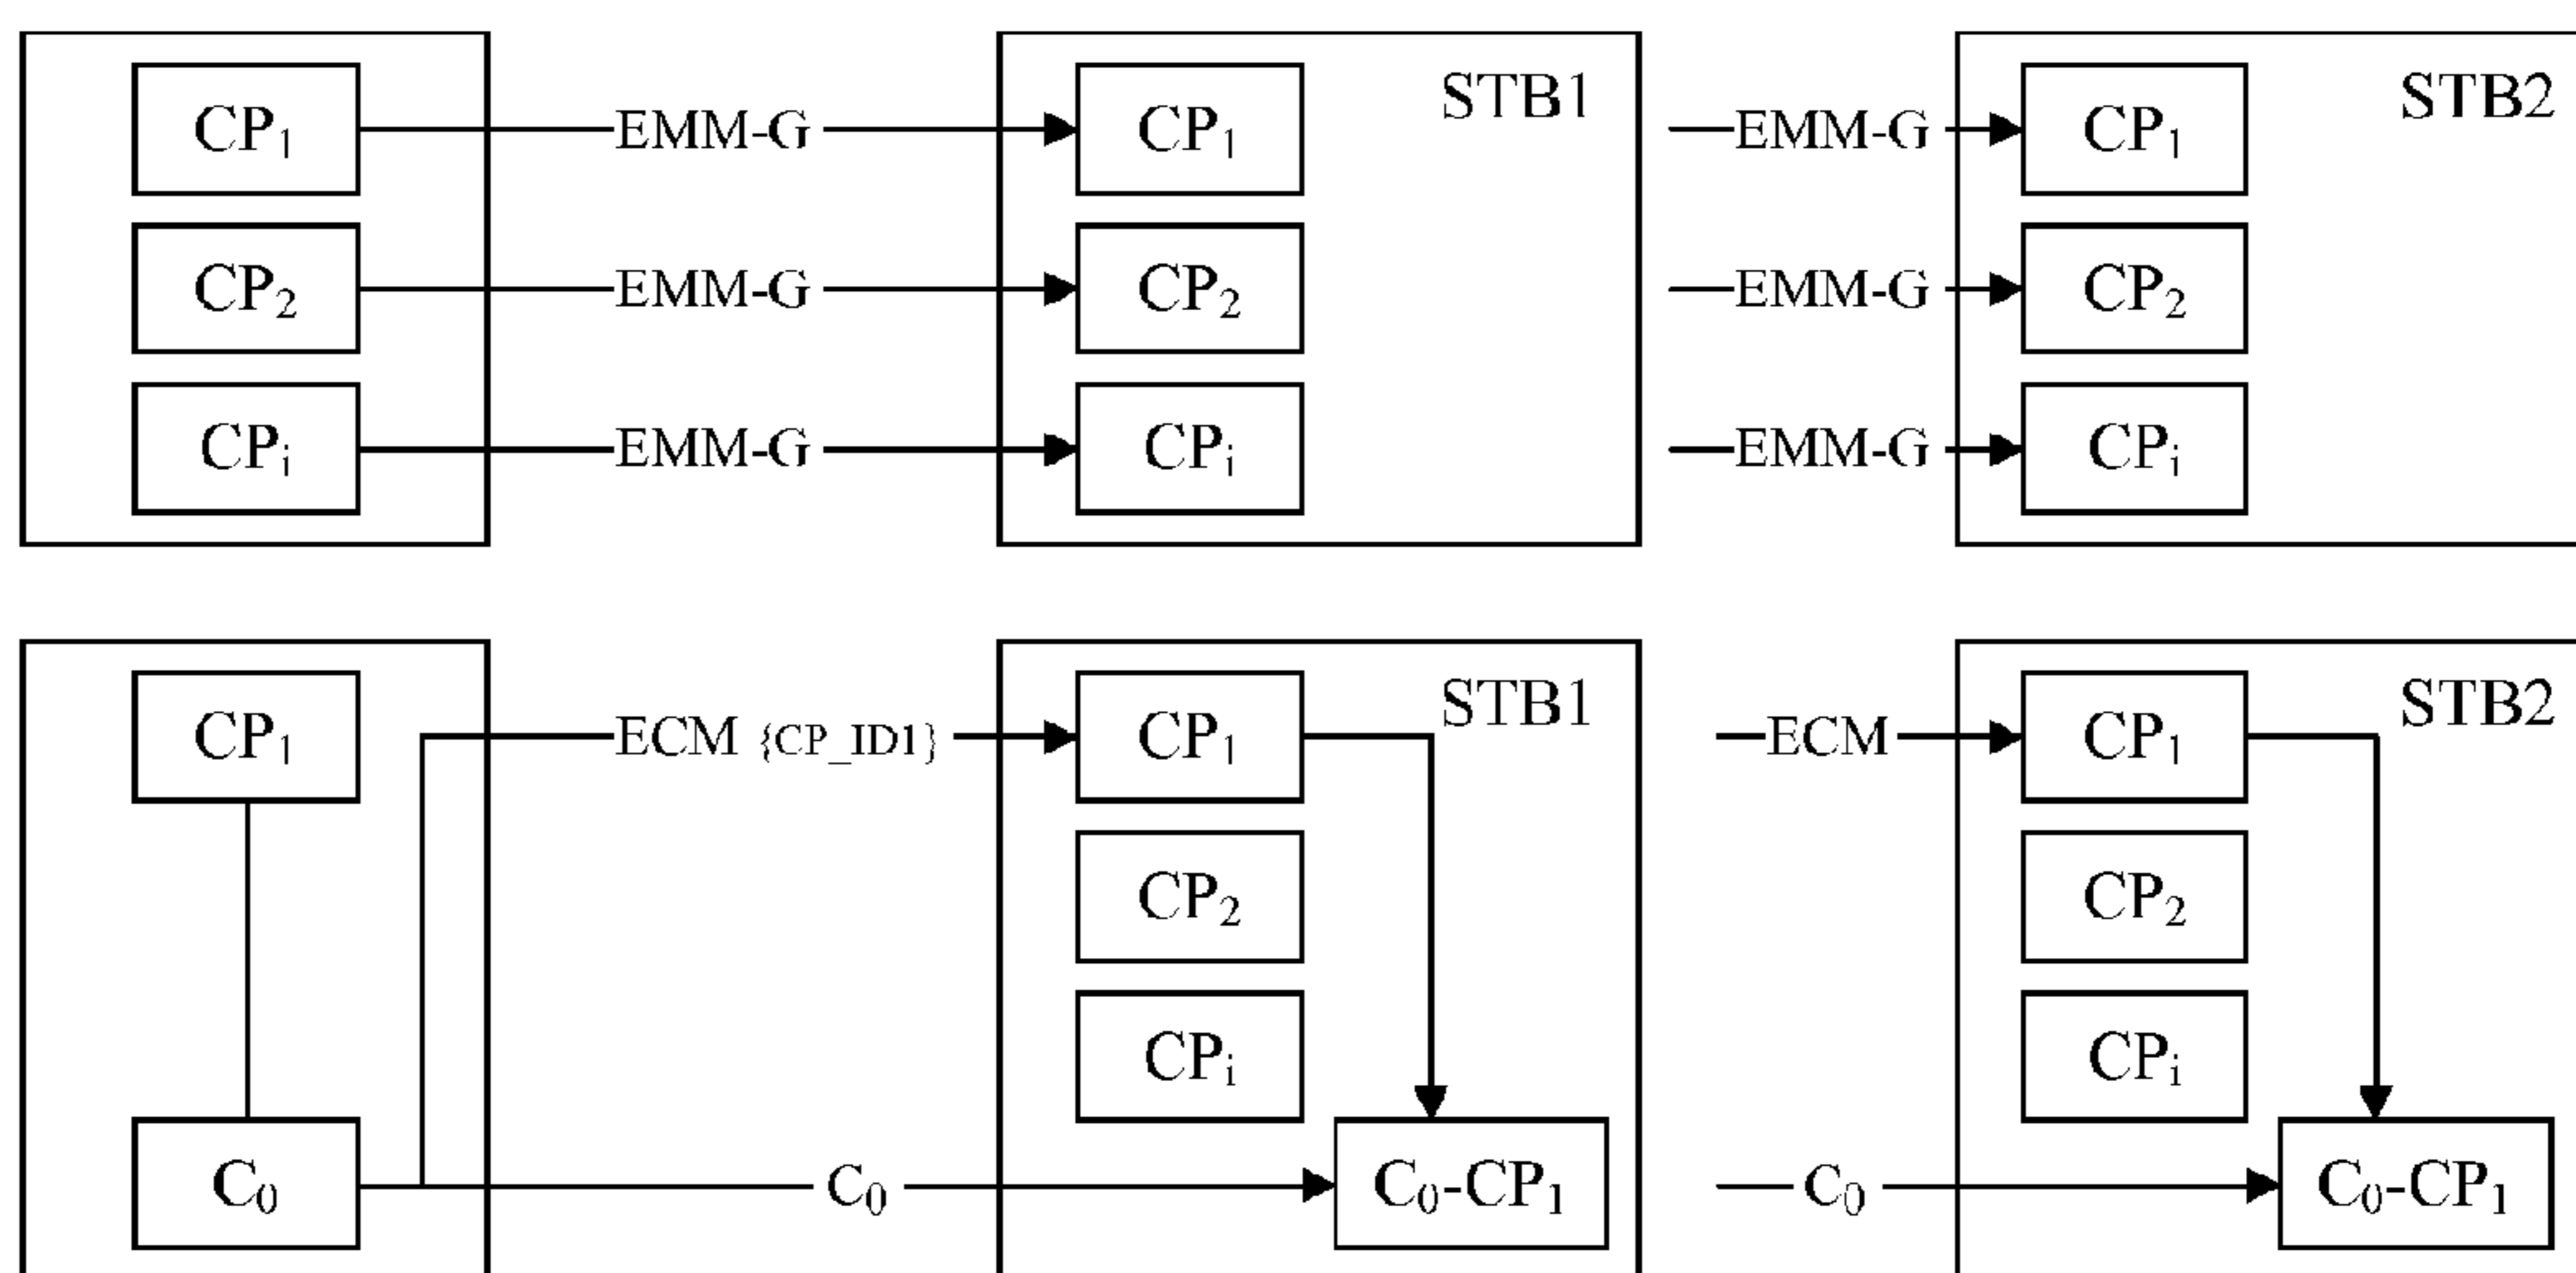 STB1 STB2
CP₁ EMM-G CP₁ EMM-G CP₁
CP₂ EMM-G CP₂ EMM-G CP₂
CPᵢ EMM-G CPᵢ EMM-G CPᵢ
STB1 STB2
CP₁ ECM {CP_ID1} CP₁ ECM CP₁
CP₂ CP₂
CPᵢ CPᵢ
C₀ C₀ C₀-CP₁ C₀ C₀-CP₁